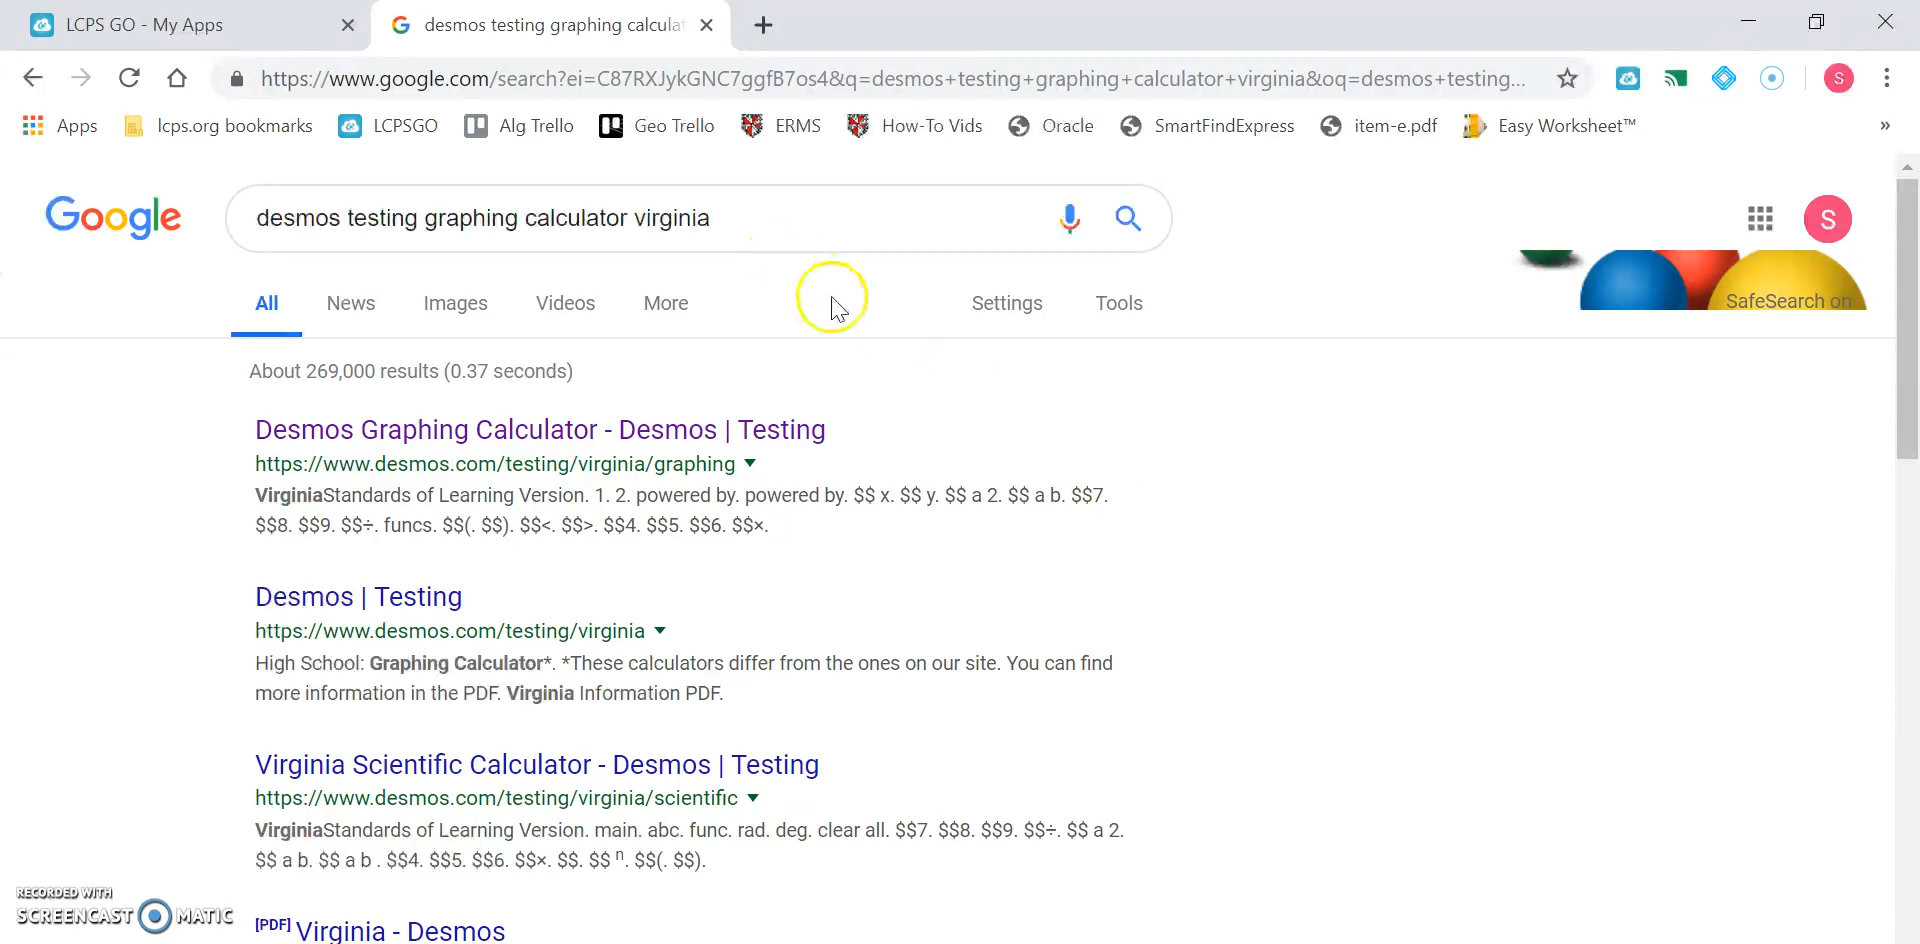 LCPS GO - My Apps
desmos testing graphing calculat
https://www.google.com/search?ei=C87RXJykGNC7ggfB7os4&q=desmos+testing+graphing+calculator+virginia&oq=desmos+testing...
S
Apps
lcps.org bookmarks
LCPSGO
Alg Trello
Geo Trello
ERMS
How-To Vids
Oracle
SmartFindExpress
item-e.pdf
Easy Worksheet™
»
Google
desmos testing graphing calculator virginia
S
All
News
Images
Videos
More
Settings
Tools
SafeSearch on
About 269,000 results (0.37 seconds)
Desmos Graphing Calculator - Desmos | Testing
https://www.desmos.com/testing/virginia/graphing
VirginiaStandards of Learning Version. 1. 2. powered by. powered by. $$ x. $$ y. $$ a 2. $$ a b. $$7.
$$8. $$9. $$÷. funcs. $$(. $$). $$<. $$>. $$4. $$5. $$6. $$×.
Desmos | Testing
https://www.desmos.com/testing/virginia
High School: Graphing Calculator*. *These calculators differ from the ones on our site. You can find
more information in the PDF. Virginia Information PDF.
Virginia Scientific Calculator - Desmos | Testing
https://www.desmos.com/testing/virginia/scientific
VirginiaStandards of Learning Version. main. abc. func. rad. deg. clear all. $$7. $$8. $$9. $$÷. $$ a 2.
$$ a b. $$ a b . $$4. $$5. $$6. $$×. $$. $$ ⁿ. $$(. $$).
[PDF] Virginia - Desmos
RECORDED WITH
SCREENCAST MATIC